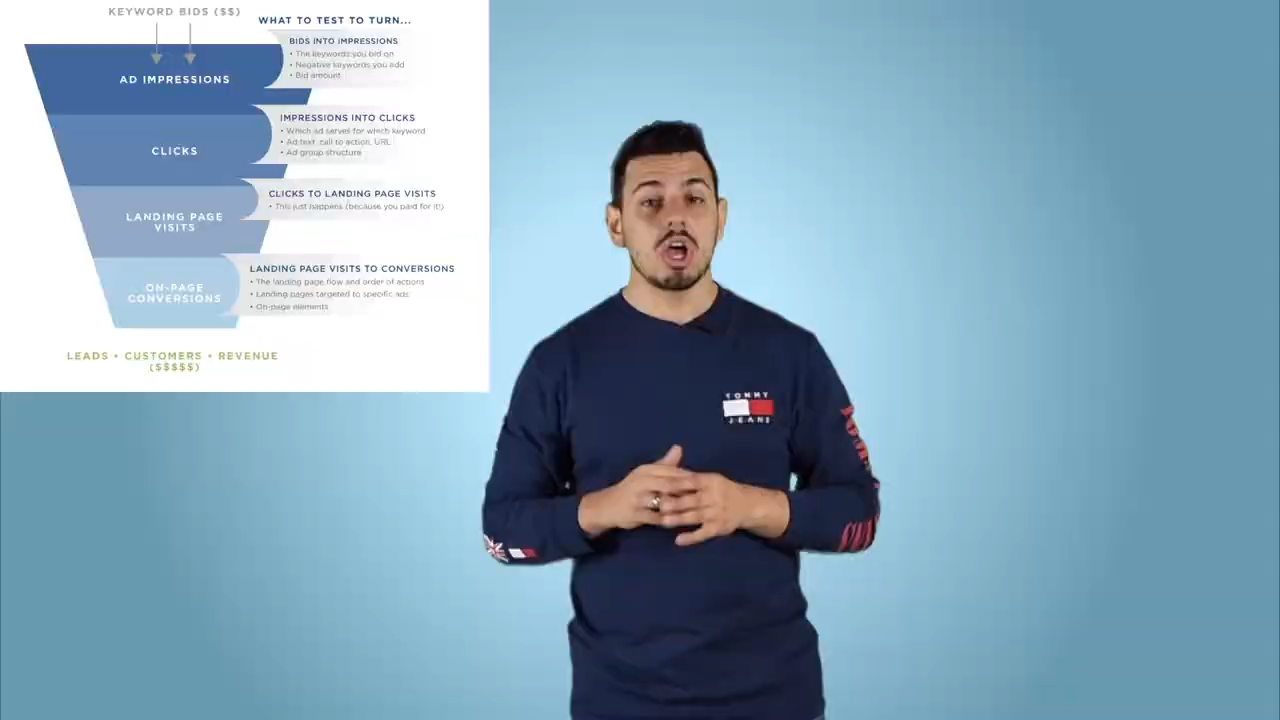 KEYWORD BIDS ($$)
WHAT TO TEST TO TURN...
BIDS INTO IMPRESSIONS
• The keywords you bid on
• Negative keywords you add
• Bid amount
AD IMPRESSIONS
IMPRESSIONS INTO CLICKS
• Which ad served for which keyword
• Ad text, call to action, URL
• Ad group structure
CLICKS
CLICKS TO LANDING PAGE VISITS
• This just happens (because you paid for it!)
LANDING PAGE
VISITS
LANDING PAGE VISITS TO CONVERSIONS
• The landing page flow and order of actions
• Landing pages targeted to specific ads
• On-page elements
ON-PAGE
CONVERSIONS
LEADS • CUSTOMERS • REVENUE
($$$$$)
TOMMY
JEANS